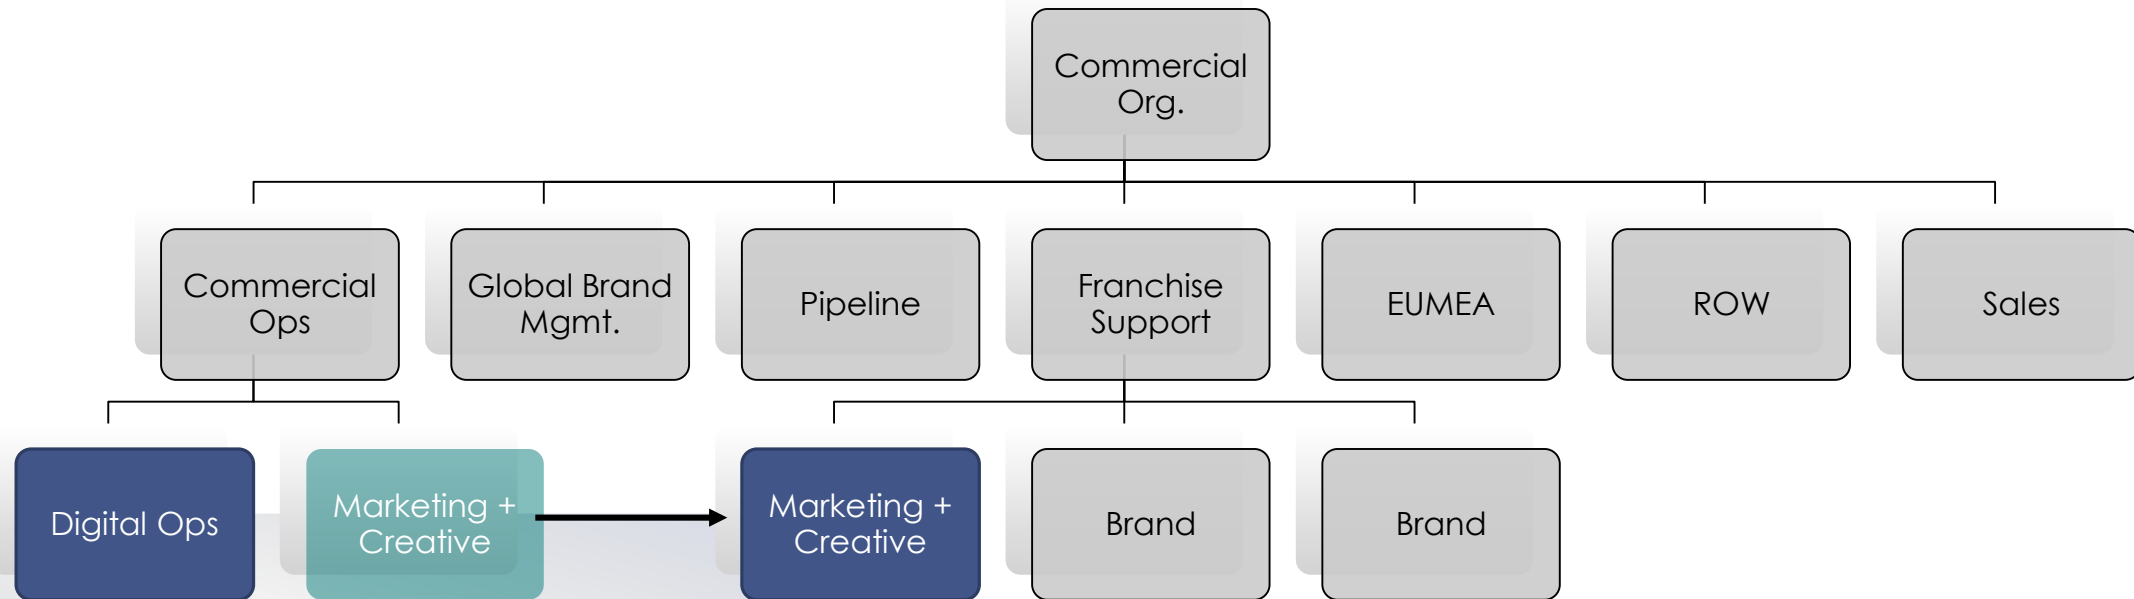 Commercial
Org.
Commercial
Ops
Global Brand
Mgmt.
Pipeline
Franchise
Support
EUMEA
ROW
Sales
Digital Ops
Marketing +
Creative
Marketing +
Creative
Brand
Brand